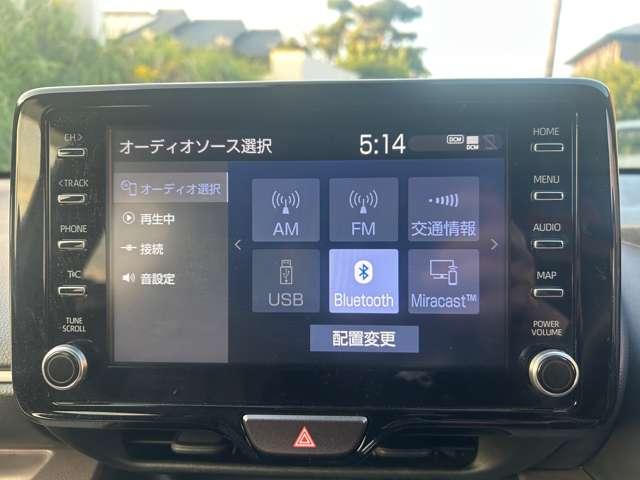 オーディオソース選択 5:14 DCM DCM
オーディオ選択
再生中
接続
音設定
AM FM 交通情報
USB Bluetooth Miracast™
配置変更
CH >
< TRACK
PHONE
T&C
TUNE
SCROLL
HOME
MENU
AUDIO
MAP
POWER
VOLUME